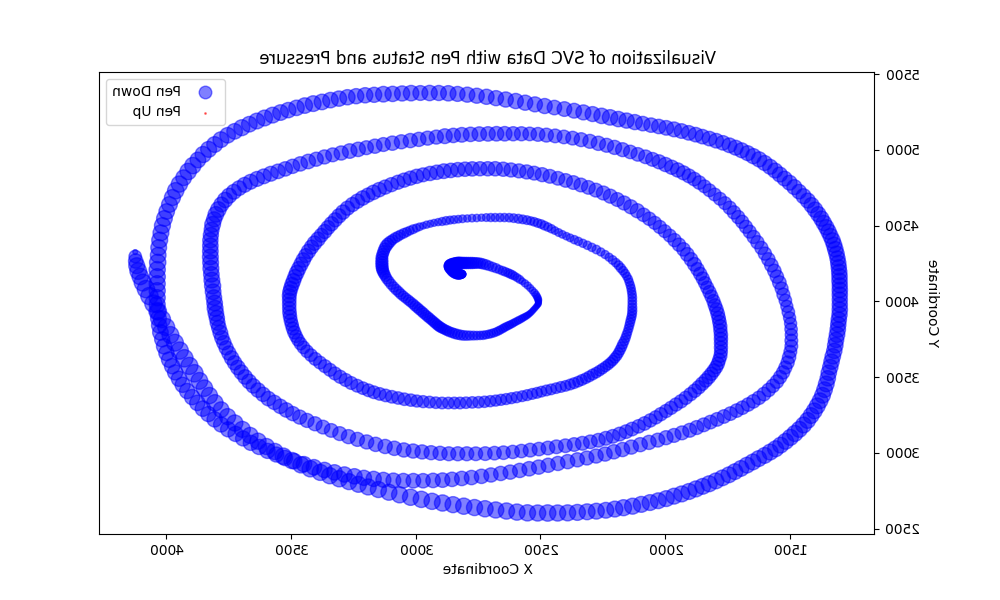 Visualization of SVC Data with Pen Status and Pressure
Pen Down
Pen Up
5500
5000
4500
4000
3500
3000
2500
Y Coordinate
4000
3500
3000
2500
2000
1500
X Coordinate